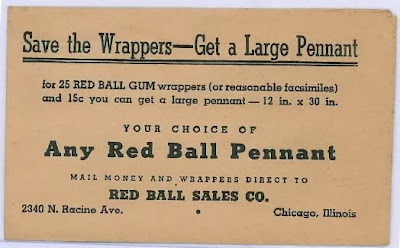 Save the Wrappers—Get a Large Pennant
for 25 RED BALL GUM wrappers (or reasonable facsimiles)
and 15c you can get a large pennant — 12 in. x 30 in.
YOUR CHOICE OF
Any Red Ball Pennant
MAIL MONEY AND WRAPPERS DIRECT TO
RED BALL SALES CO.
2340 N. Racine Ave. • Chicago, Illinois